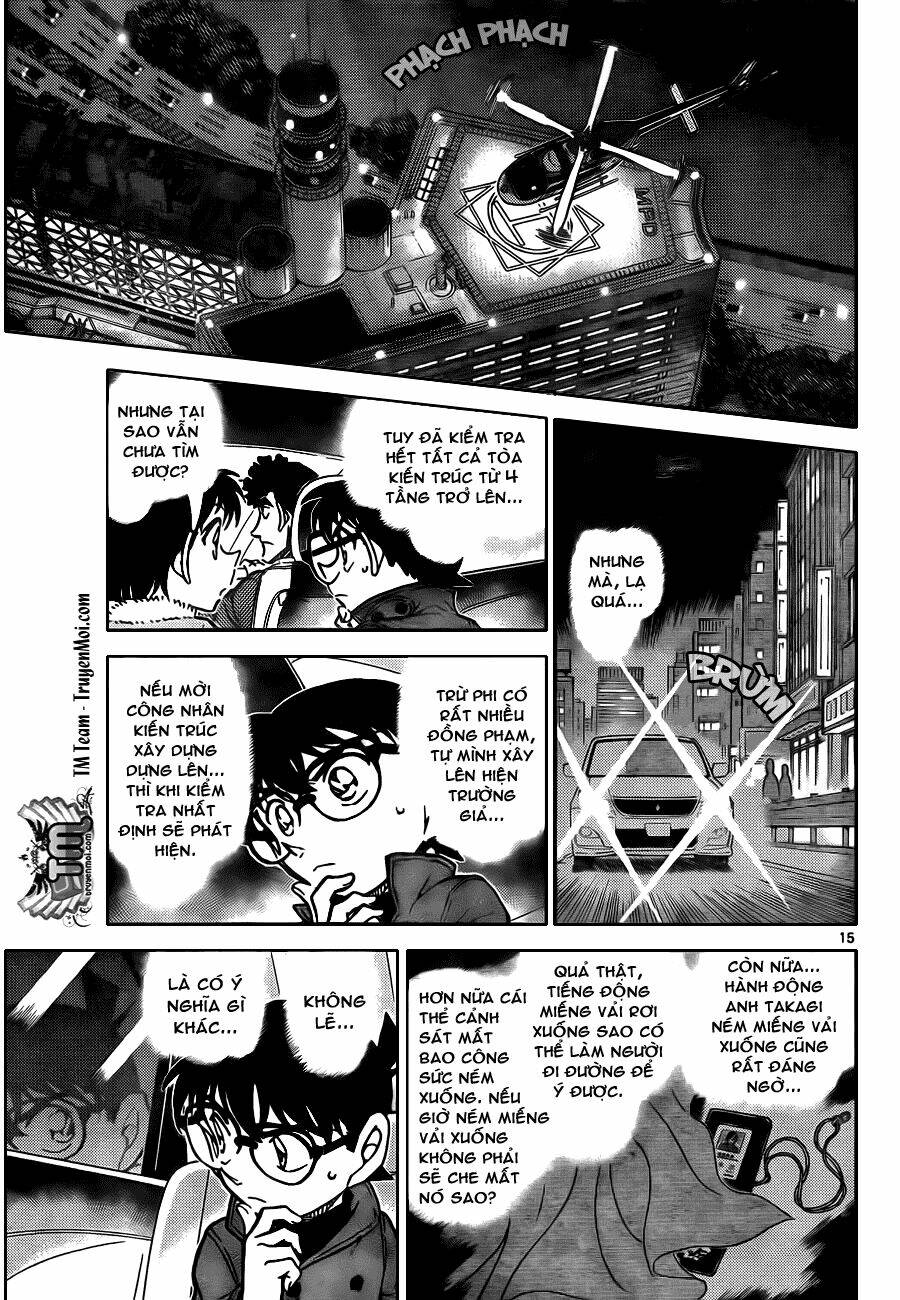 PHẠCH PHẠCH
MPD
NHƯNG
MÀ, LẠ
QUÁ...
BRỪM
TUY ĐÃ KIỂM TRA
HẾT TẤT CẢ TÒA
KIẾN TRÚC TỪ 4
TẦNG TRỞ LÊN...
NHƯNG TẠI
SAO VẪN
CHƯA TÌM
ĐƯỢC?
TRỪ PHI CÓ
RẤT NHIỀU
ĐỒNG PHẠM,
TỰ MÌNH XÂY
LÊN HIỆN
TRƯỜNG
GIẢ...
NẾU MỜI
CÔNG NHÂN
KIẾN TRÚC
XÂY DỰNG
DỰNG LÊN...
THÌ KHI KIỂM
TRA NHẤT
ĐỊNH SẼ PHÁT
HIỆN.
TM Team - TruyenMoi.com
TM
truyenmoi.com
15
CÒN NỮA...
HÀNH ĐỘNG
ANH TAKAGI
NÉM MIẾNG VẢI
XUỐNG CŨNG
RẤT ĐÁNG
NGỜ...
QUẢ THẬT,
TIẾNG ĐỘNG
MIẾNG VẢI RƠI
XUỐNG SAO CÓ
THỂ LÀM NGƯỜI
ĐI ĐƯỜNG ĐỂ
Ý ĐƯỢC.
HƠN NỮA CÁI
THẺ CẢNH
SÁT MẤT
BAO CÔNG
SỨC NÉM
XUỐNG. NẾU
GIỜ NÉM MIẾNG
VẢI XUỐNG
KHÔNG PHẢI
SẼ CHE MẤT
NÓ SAO?
KHÔNG
LẼ...
LÀ CÓ Ý
NGHĨA GÌ
KHÁC...